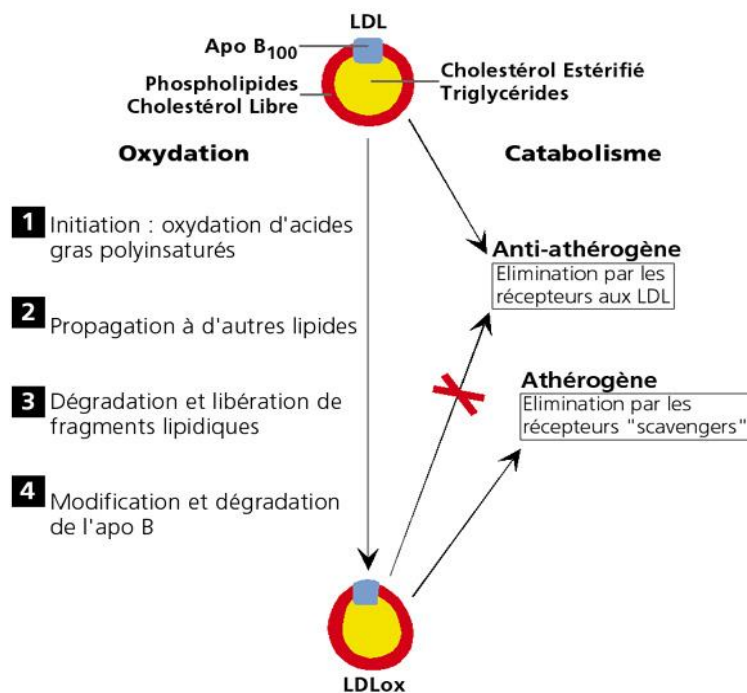 LDL
Apo B100
Phospholipides
Cholestérol Libre
Cholestérol Estérifié
Triglycérides
Oxydation
Catabolisme
1 Initiation : oxydation d'acides
gras polyinsaturés
2 Propagation à d'autres lipides
3 Dégradation et libération de
fragments lipidiques
4 Modification et dégradation
de l'apo B
Anti-athérogène
Elimination par les
récepteurs aux LDL
Athérogène
Elimination par les
récepteurs "scavengers"
LDLox